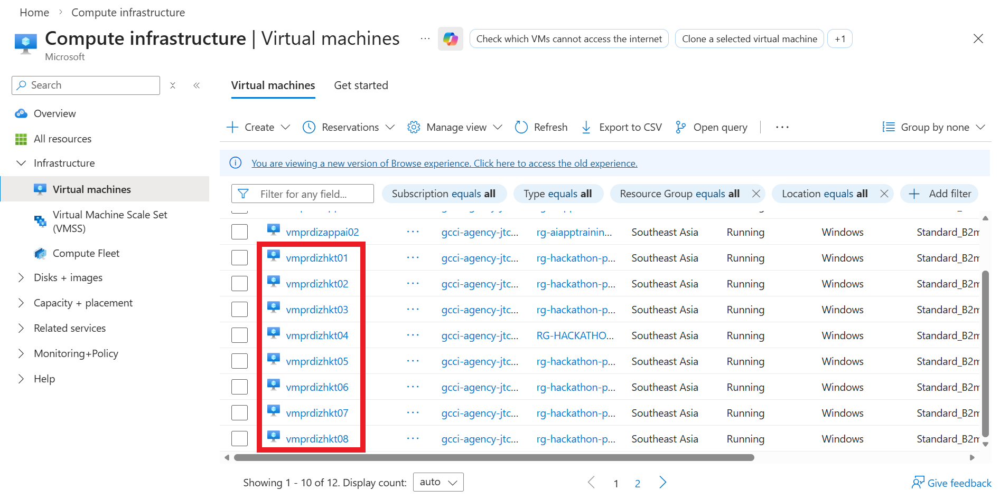 Home > Compute infrastructure
Compute infrastructure | Virtual machines ... Check which VMs cannot access the internet Clone a selected virtual machine +1
Microsoft
Search
Overview
All resources
Infrastructure
Virtual machines
Virtual Machine Scale Set
(VMSS)
Compute Fleet
Disks + images
Capacity + placement
Related services
Monitoring+Policy
Help
Virtual machines Get started
Create Reservations Manage view Refresh Export to CSV Open query ... Group by none
You are viewing a new version of Browse experience. Click here to access the old experience.
Filter for any field... Subscription equals all Type equals all Resource Group equals all Location equals all Add filter
vmprdizappai02 ... gcci-agency-jtc... rg-aiapptrainin... Southeast Asia Running Windows Standard_B2m
vmprdizhkt01 ... gcci-agency-jtc... rg-hackathon-p... Southeast Asia Running Windows Standard_B2m
vmprdizhkt02 ... gcci-agency-jtc... rg-hackathon-p... Southeast Asia Running Windows Standard_B2m
vmprdizhkt03 ... gcci-agency-jtc... rg-hackathon-p... Southeast Asia Running Windows Standard_B2m
vmprdizhkt04 ... gcci-agency-jtc... RG-HACKATHO... Southeast Asia Running Windows Standard_B2m
vmprdizhkt05 ... gcci-agency-jtc... rg-hackathon-p... Southeast Asia Running Windows Standard_B2m
vmprdizhkt06 ... gcci-agency-jtc... rg-hackathon-p... Southeast Asia Running Windows Standard_B2m
vmprdizhkt07 ... gcci-agency-jtc... rg-hackathon-p... Southeast Asia Running Windows Standard_B2m
vmprdizhkt08 ... gcci-agency-jtc... rg-hackathon-p... Southeast Asia Running Windows Standard_B2m
Showing 1 - 10 of 12. Display count: auto < 1 2 > Give feedback